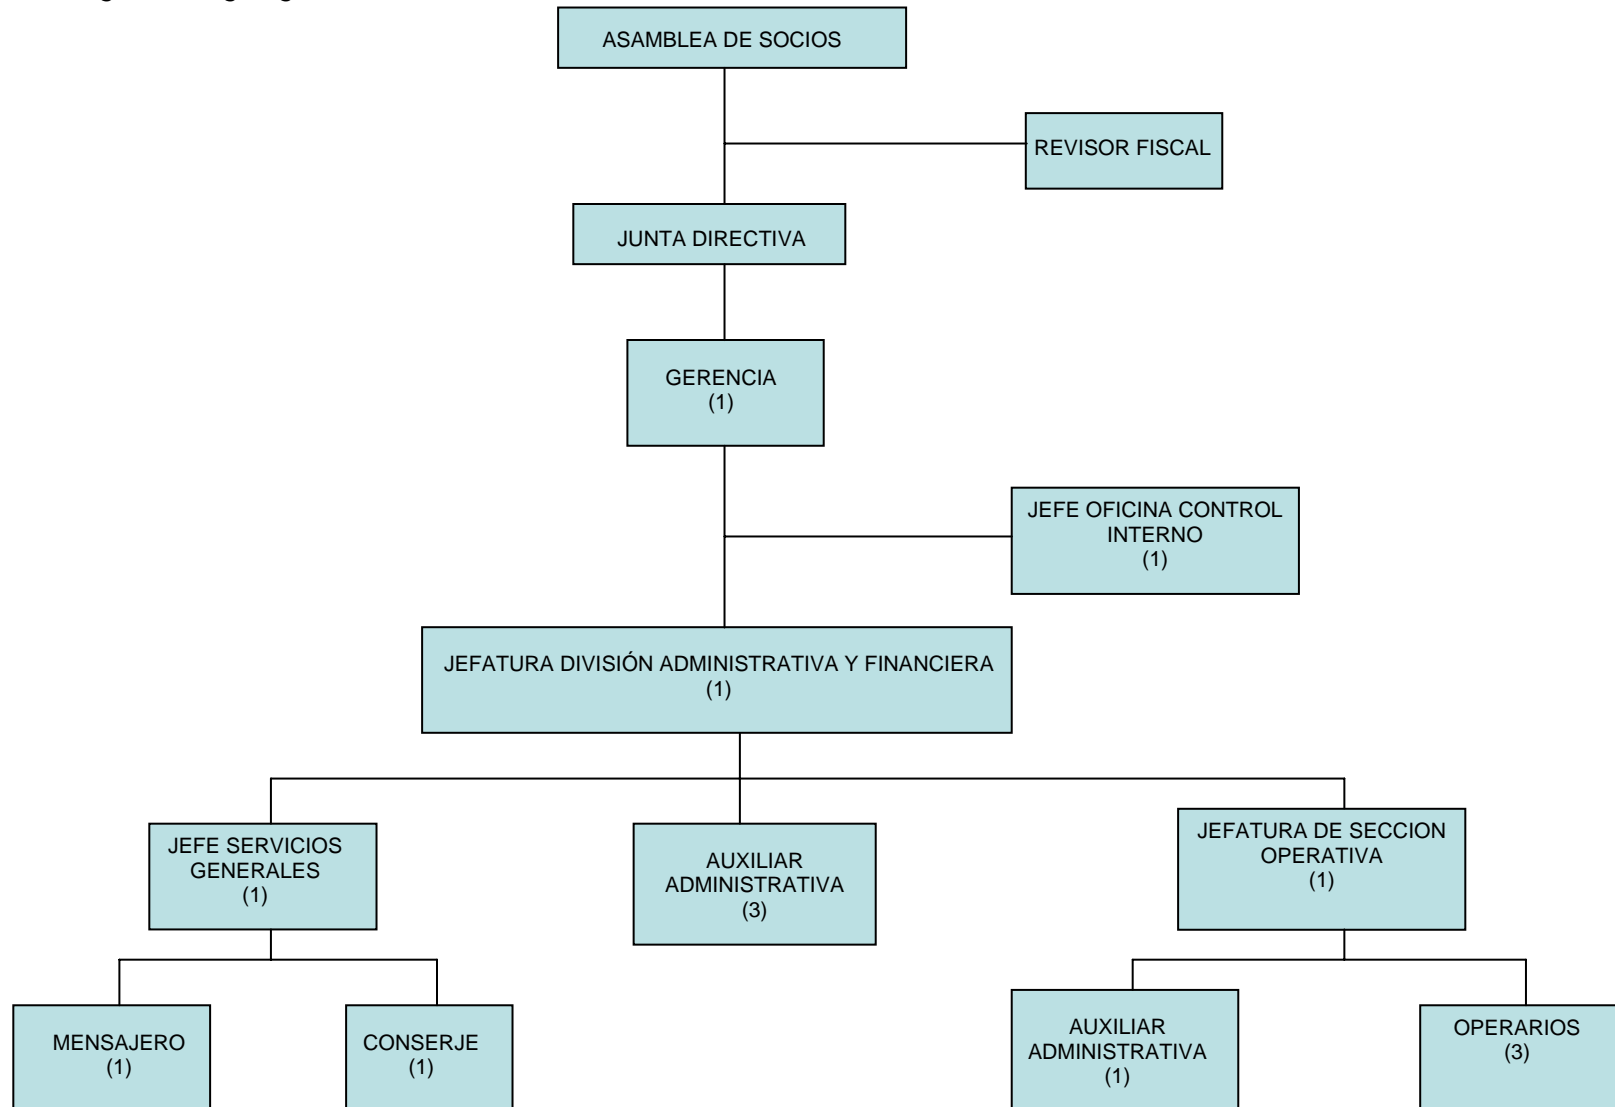 ASAMBLEA DE SOCIOS
REVISOR FISCAL
JUNTA DIRECTIVA
GERENCIA
(1)
JEFE OFICINA CONTROL
INTERNO
(1)
JEFATURA DIVISIÓN ADMINISTRATIVA Y FINANCIERA
(1)
JEFE SERVICIOS
GENERALES
(1)
AUXILIAR
ADMINISTRATIVA
(3)
JEFATURA DE SECCION
OPERATIVA
(1)
MENSAJERO
(1)
CONSERJE
(1)
AUXILIAR
ADMINISTRATIVA
(1)
OPERARIOS
(3)